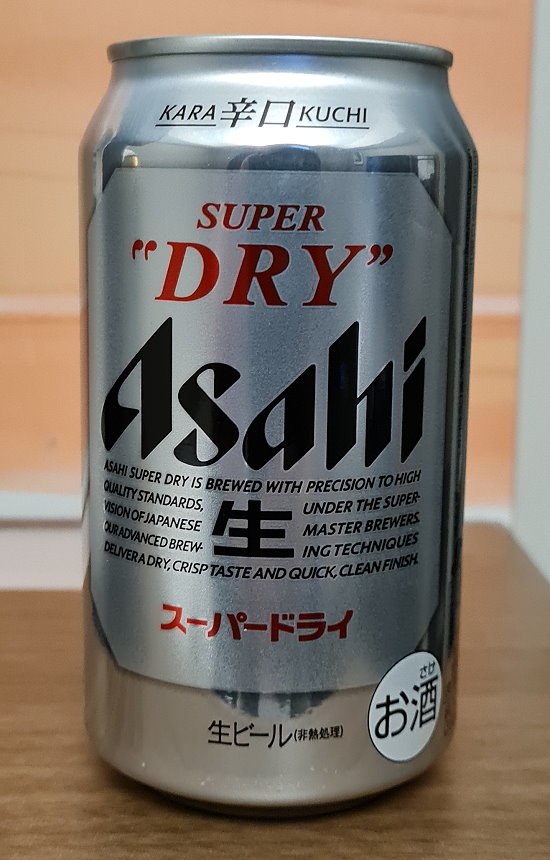 KARA 辛口 KUCHI
SUPER
“DRY”
Asahi
ASAHI SUPER DRY IS BREWED WITH PRECISION TO HIGH
QUALITY STANDARDS, UNDER THE SUPER-
VISION OF JAPANESE MASTER BREWERS.
OUR ADVANCED BREW- ING TECHNIQUES
DELIVER A DRY, CRISP TASTE AND QUICK, CLEAN FINISH.
生
スーパードライ
さけ
お酒
生ビール(非熱処理)